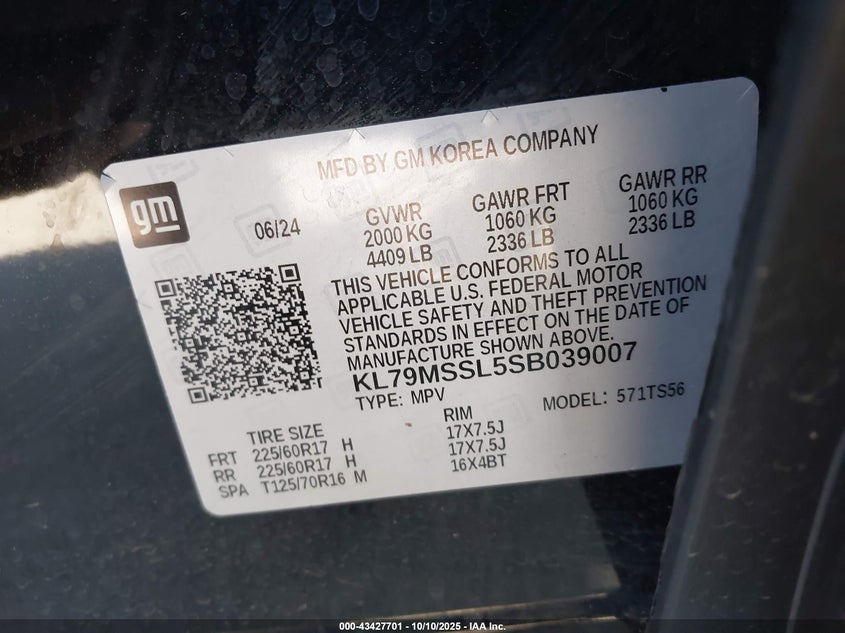 MFD BY GM KOREA COMPANY
gm
06/24
GVWR
2000 KG
4409 LB
GAWR FRT
1060 KG
2336 LB
GAWR RR
1060 KG
2336 LB
THIS VEHICLE CONFORMS TO ALL
APPLICABLE U.S. FEDERAL MOTOR
VEHICLE SAFETY AND THEFT PREVENTION
STANDARDS IN EFFECT ON THE DATE OF
MANUFACTURE SHOWN ABOVE.
KL79MSSL5SB039007
TYPE: MPV MODEL: 571TS56
TIRE SIZE RIM
FRT 225/60R17 H 17X7.5J
RR 225/60R17 H 17X7.5J
SPA T125/70R16 M 16X4BT
000-43427701 - 10/10/2025 - IAA Inc.